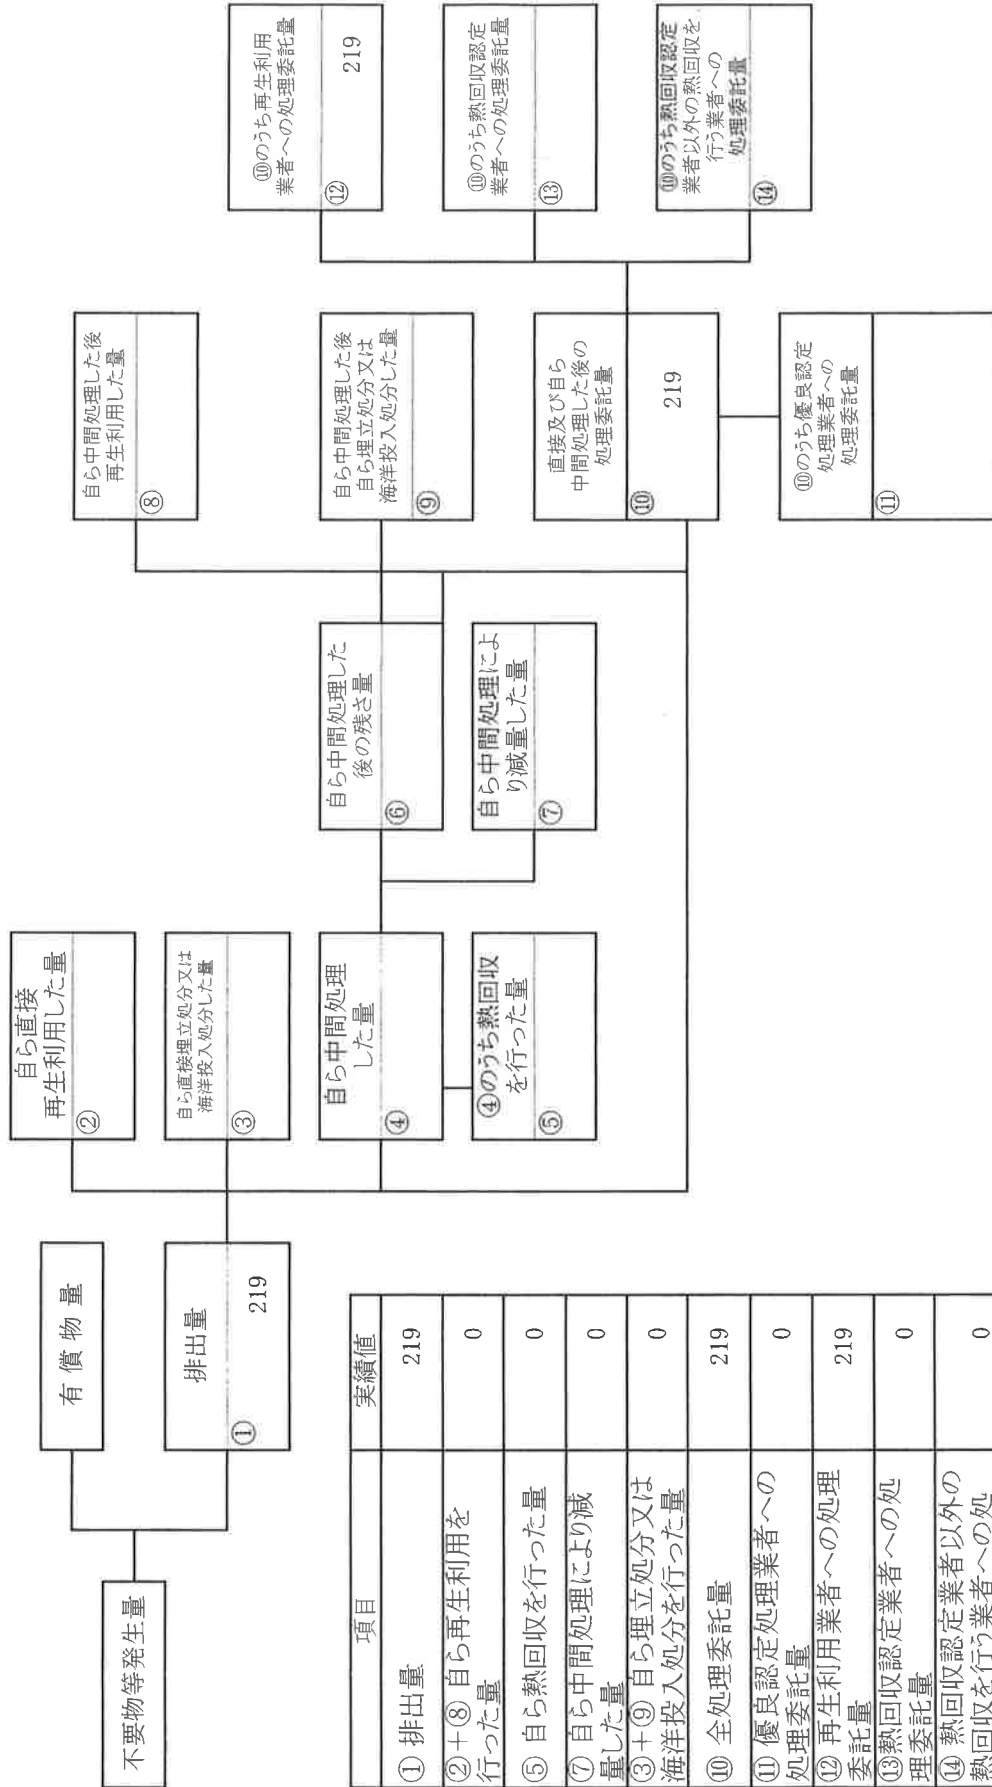 不要物等発生量
有 償 物 量
排出量
①
219
自ら直接
再生利用した量
②
自ら直接埋立処分又は
海洋投入処分した量
③
自ら中間処理
した量
④
④のうち熱回収
を行った量
⑤
自ら中間処理した
後の残さ量
⑥
自ら中間処理によ
り減量した量
⑦
自ら中間処理した後
再生利用した量
⑧
自ら中間処理した後
自ら埋立処分又は
海洋投入処分した量
⑨
直接及び自ら
中間処理した後の
処理委託量
⑩
219
⑩のうち優良認定
処理業者への
処理委託量
⑪
⑩のうち再生利用
業者への処理委託量
⑫
219
⑩のうち熱回収認定
業者への処理委託量
⑬
⑩のうち熱回収認定
業者以外の熱回収を
行う業者への
処理委託量
⑭
項目 実績値
① 排出量 219
②+⑧ 自ら再生利用を
行った量 0
⑤ 自ら熱回収を行った量 0
⑦ 自ら中間処理により減
量した量 0
③+⑨ 自ら埋立処分又は
海洋投入処分を行った量 0
⑩ 全処理委託量 219
⑪ 優良認定処理業者への
処理委託量 0
⑫ 再生利用業者への処理
委託量 219
⑬熱回収認定業者への処
理委託量 0
⑭ 熱回収認定業者以外の
熱回収を行う業者への処 0